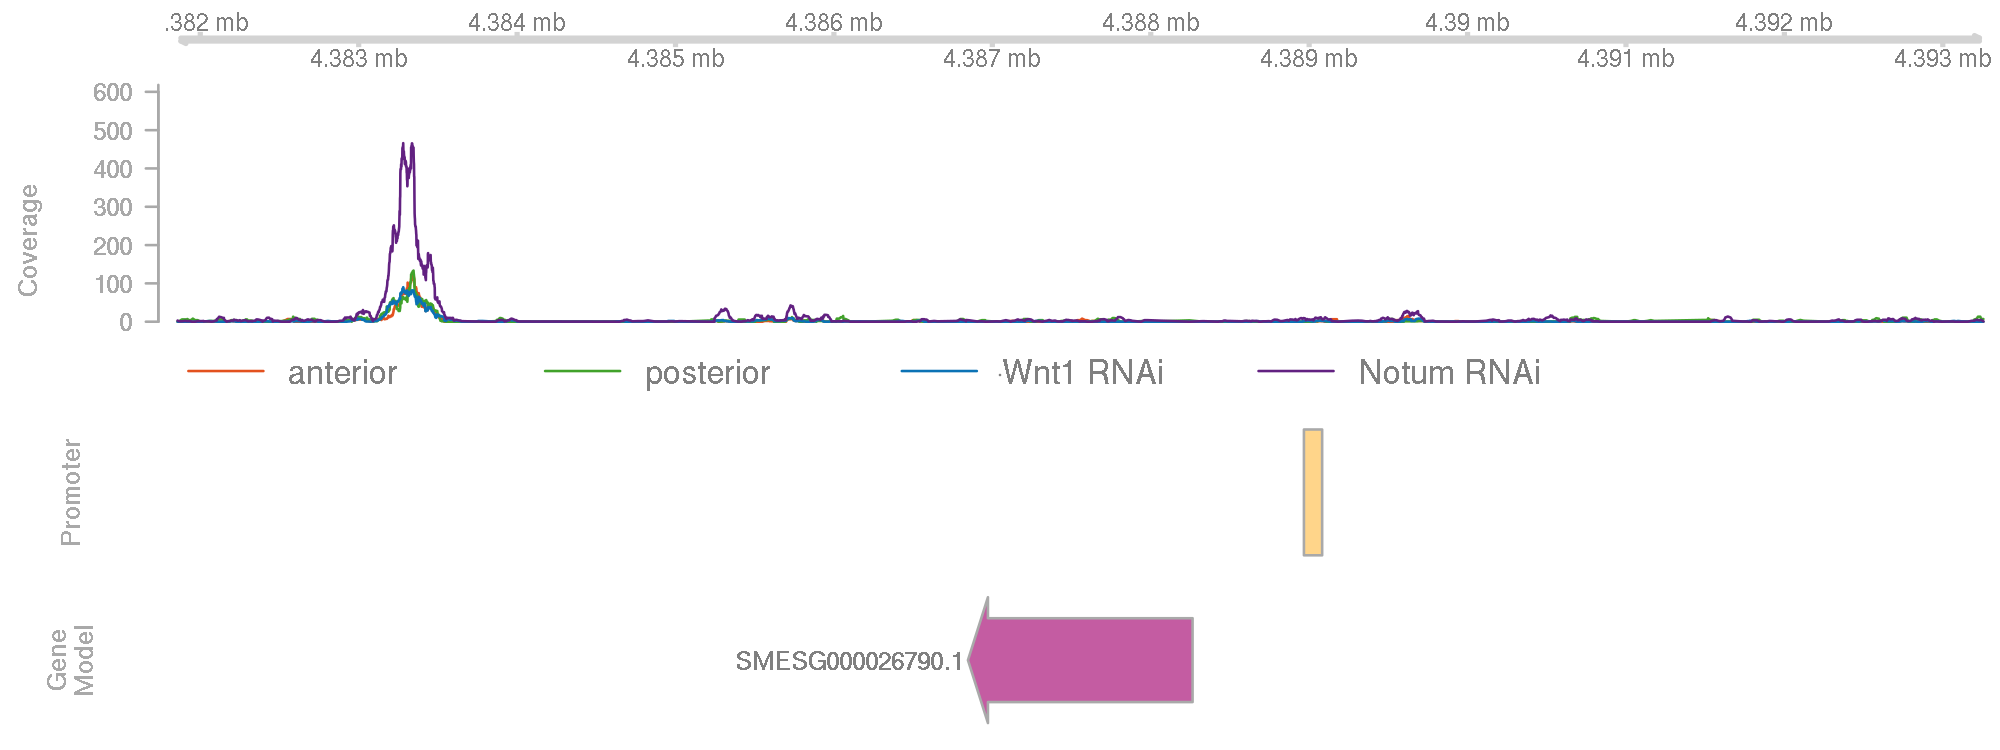 .382 mb 4.384 mb 4.386 mb 4.388 mb 4.39 mb 4.392 mb
4.383 mb 4.385 mb 4.387 mb 4.389 mb 4.391 mb 4.393 mb
600
500
400
300
200
100
0
Coverage
anterior posterior Wnt1 RNAi Notum RNAi
Promoter
SMESG000026790.1
Gene
Model